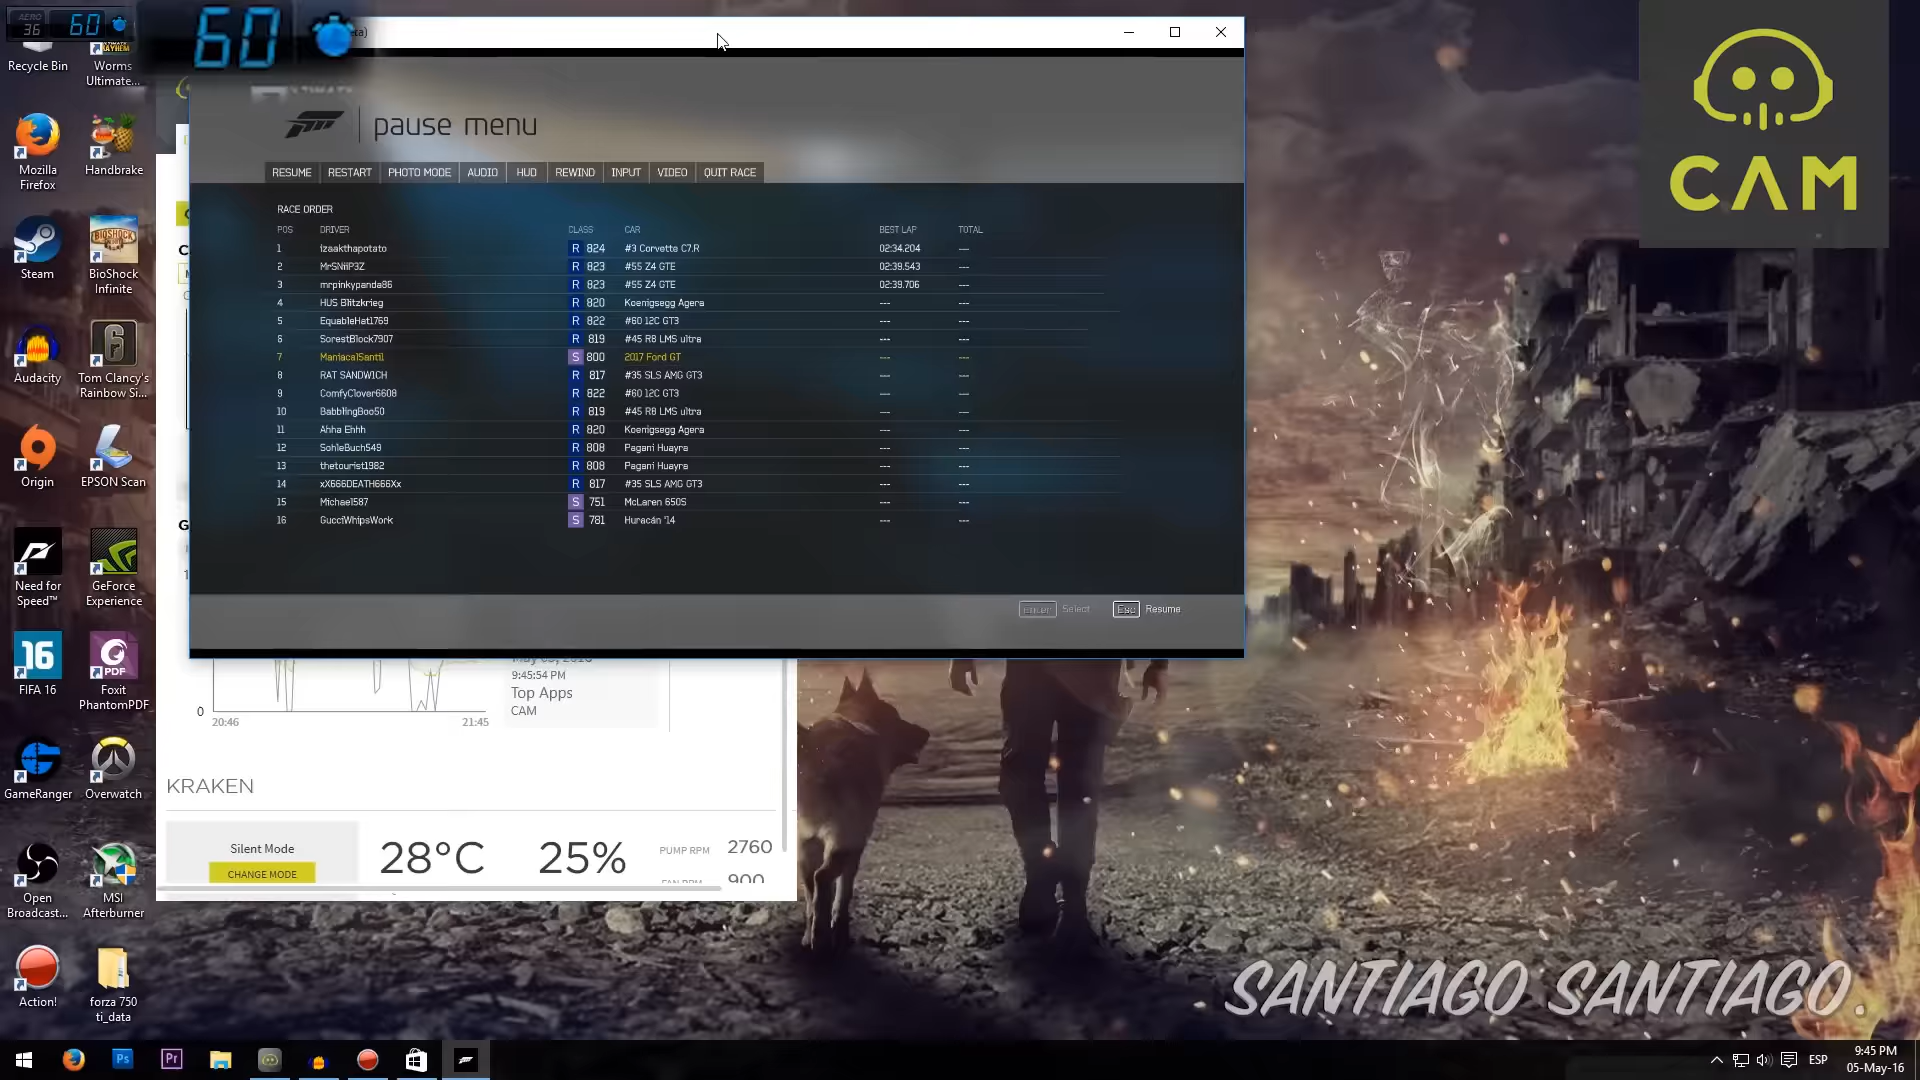 AERO
36
60
60
Recycle Bin
Worms
Ultimate...
Mozilla
Firefox
Handbrake
Steam
BioShock
Infinite
Audacity
Tom Clancy's
Rainbow Si...
Origin
EPSON Scan
Need for
Speed™
GeForce
Experience
16
FIFA 16
PDF
Foxit
PhantomPDF
GameRanger
Overwatch
Open
Broadcast...
MSI
Afterburner
Action!
forza 750
ti_data
pause menu
RESUME RESTART PHOTO MODE AUDIO HUD REWIND INPUT VIDEO QUIT RACE
RACE ORDER
POS DRIVER CLASS CAR BEST LAP TOTAL
1 izaakthapotato R 824 #3 Corvette C7.R 02:34.204 ---
2 MrSNiiP3Z R 823 #55 Z4 GTE 02:39.543 ---
3 mrpinkypanda86 R 823 #55 Z4 GTE 02:39.706 ---
4 HUS Blitzkrieg R 820 Koenigsegg Agera --- ---
5 EquableHat1769 R 822 #60 12C GT3 --- ---
6 SorestBlock7907 R 819 #45 R8 LMS ultra --- ---
7 ManiacalSanti1 S 800 2017 Ford GT --- ---
8 RAT SANDW1CH R 817 #35 SLS AMG GT3 --- ---
9 ComfyClover6608 R 822 #60 12C GT3 --- ---
10 BabblingBoo50 R 819 #45 R8 LMS ultra --- ---
11 Ahha Ehhh R 820 Koenigsegg Agera --- ---
12 SohleBuch549 R 808 Pagani Huayra --- ---
13 thetourist1982 R 808 Pagani Huayra --- ---
14 xX666DEATH666Xx R 817 #35 SLS AMG GT3 --- ---
15 Michael587 S 751 McLaren 650S --- ---
16 GucciWhipsWork S 781 Huracán '14 --- ---
Enter Select Esc Resume
9:45:54 PM
Top Apps
CAM
0
20:46 21:45
KRAKEN
Silent Mode
CHANGE MODE
28°C
25%
PUMP RPM 2760
FAN RPM 900
CAM
SANTIAGO SANTIAGO.
Ps
Pr
ESP
9:45 PM
05-May-16